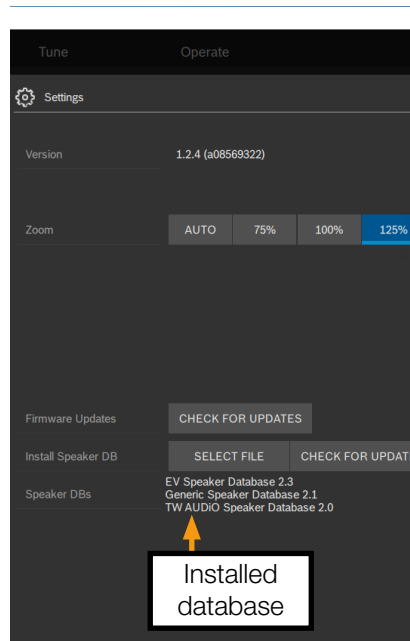 Tune Operate
Settings
Version 1.2.4 (a08569322)
Zoom AUTO 75% 100% 125%
Firmware Updates CHECK FOR UPDATES
Install Speaker DB SELECT FILE CHECK FOR UPDAT
Speaker DBs EV Speaker Database 2.3
Generic Speaker Database 2.1
TW AUDiO Speaker Database 2.0
Installed
database